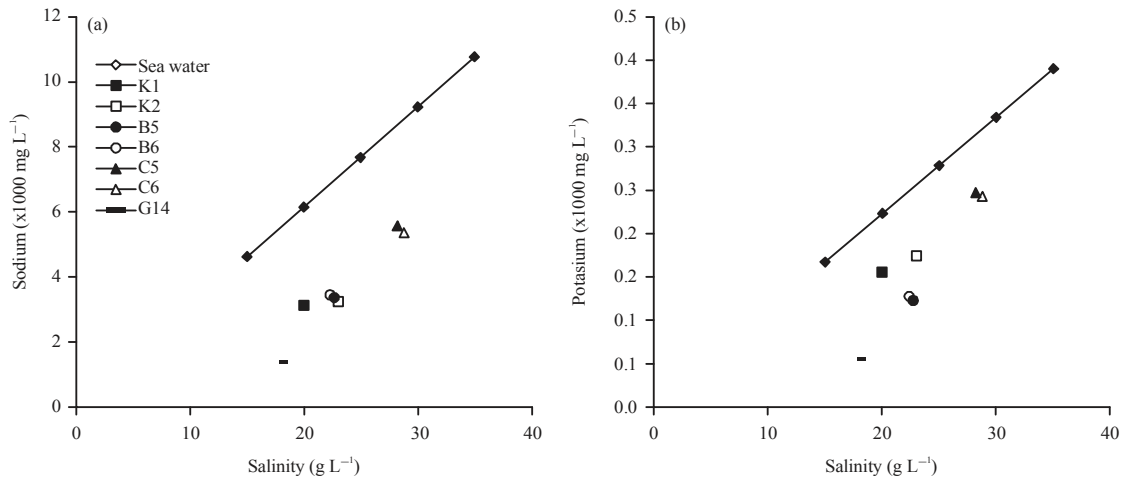 (a)
12
10
8
6
4
2
0
Sodium (x1000 mg L−1)
Sea water
K1
K2
B5
B6
C5
C6
G14
0 10 20 30 40
Salinity (g L−1)
(b)
0.5
0.4
0.4
0.3
0.3
0.2
0.2
0.1
0.1
0.0
Potasium (x1000 mg L−1)
0 10 20 30 40
Salinity (g L−1)